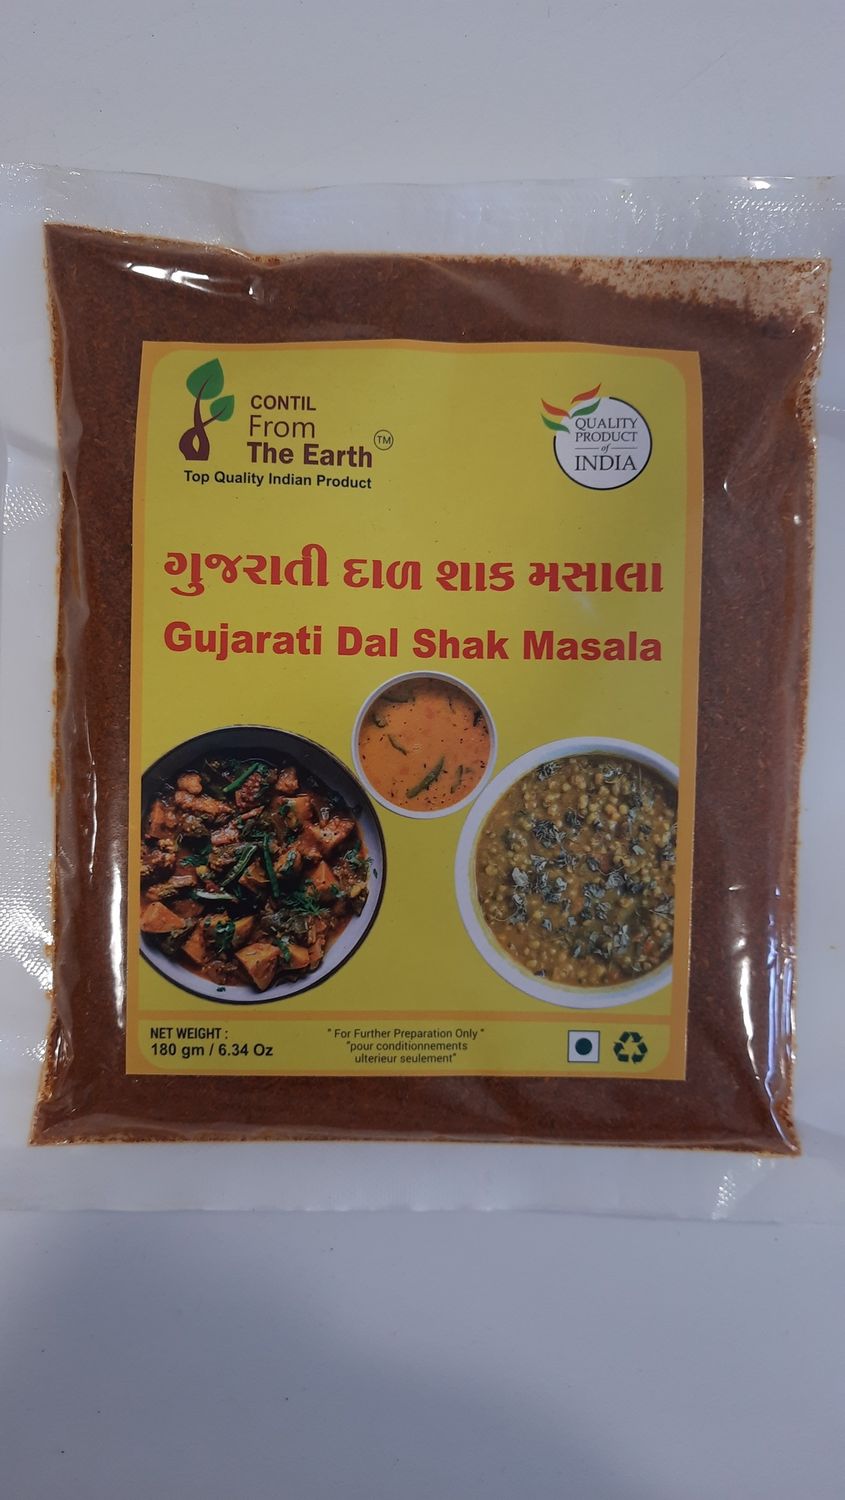 CONTIL
From
The Earth TM
Top Quality Indian Product
QUALITY
PRODUCT
of
INDIA
ગુજરાતી દાળ શાક મસાલા
Gujarati Dal Shak Masala
NET WEIGHT :
180 gm / 6.34 Oz
" For Further Preparation Only "
"pour conditionnements
ulterieur seulement"